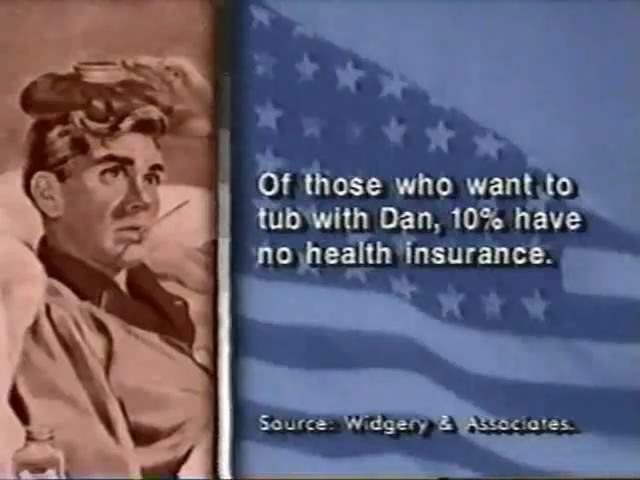 Of those who want to
tub with Dan, 10% have
no health insurance.
Source: Widgery & Associates.